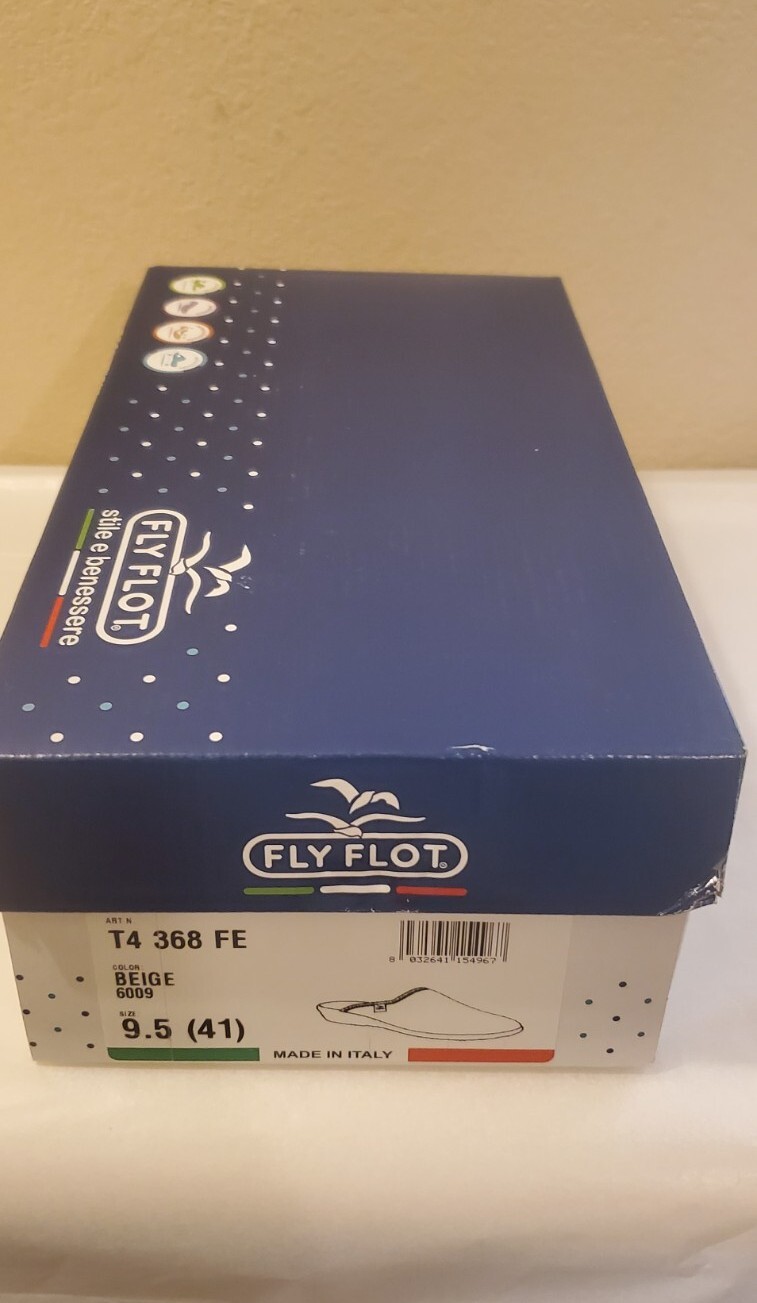 FLY FLOT®
stile e benessere
FLY FLOT®
ART N.
T4 368 FE
COLOR
BEIGE
6009
SIZE
9.5 (41)
8 032641 154967
MADE IN ITALY